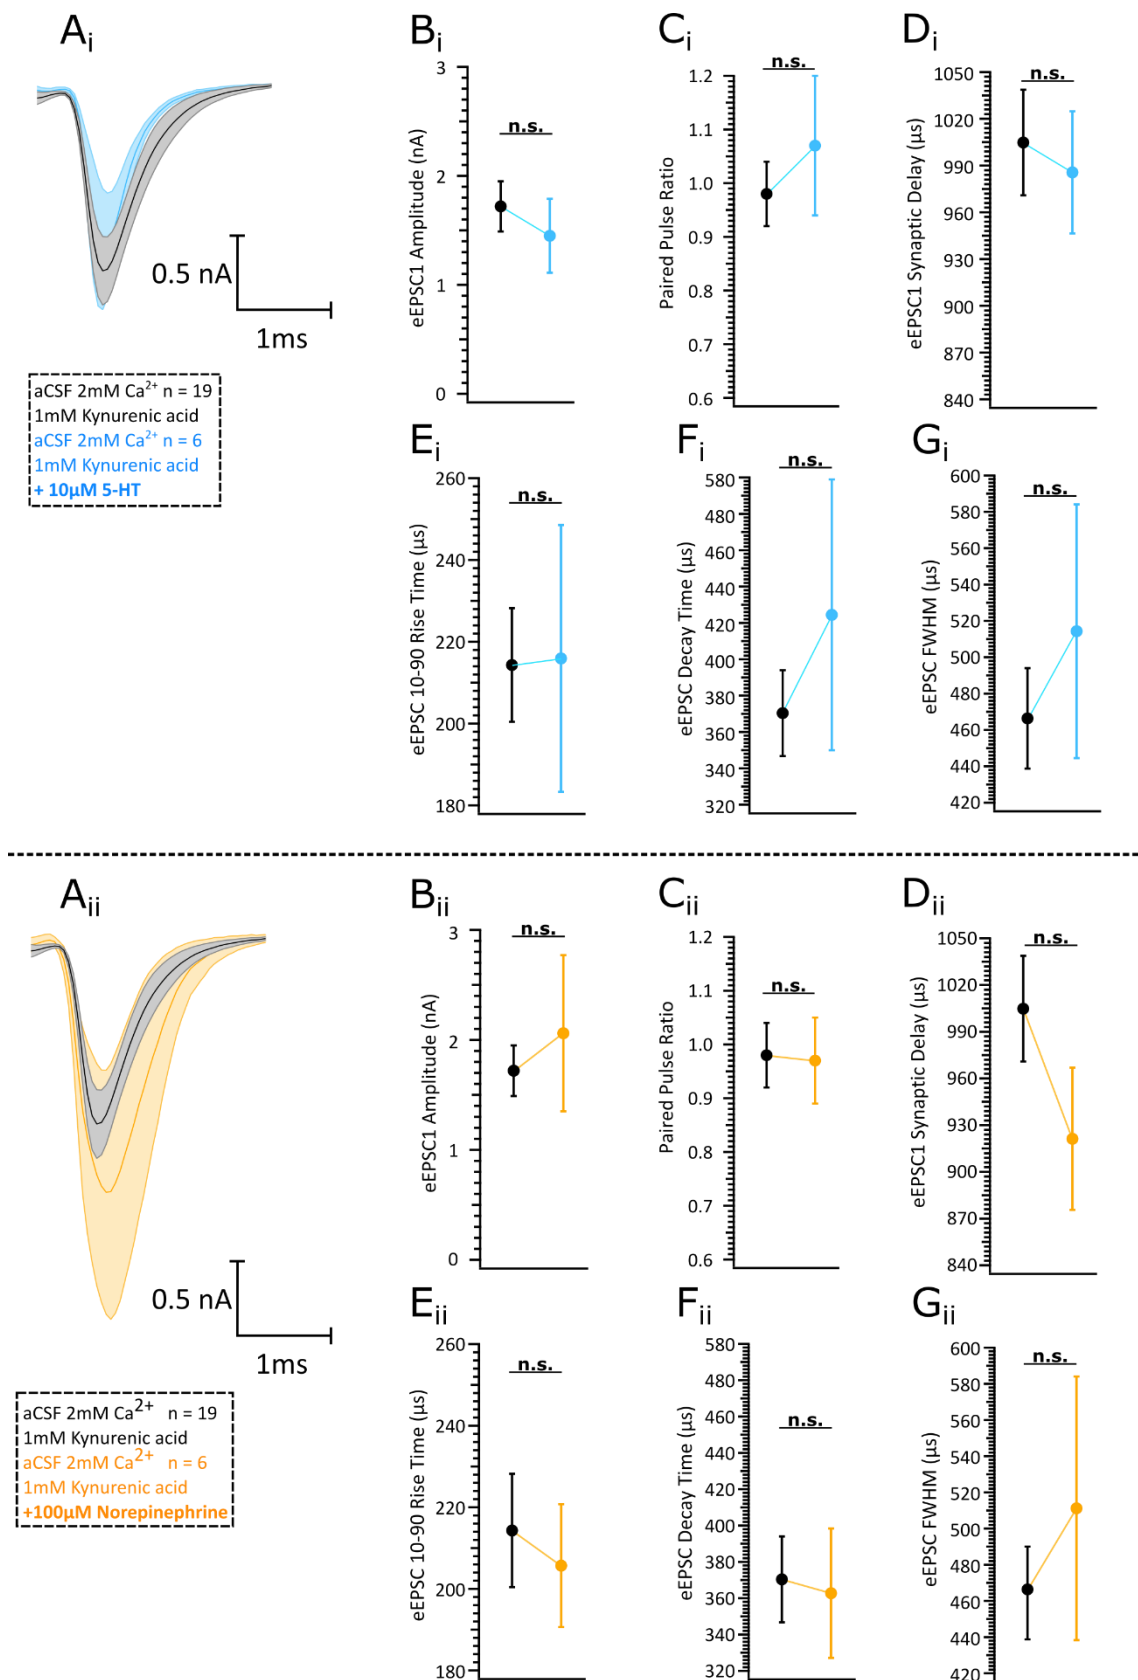 Ai
0.5 nA
1ms
aCSF 2mM Ca²⁺ n = 19
1mM Kynurenic acid
aCSF 2mM Ca²⁺ n = 6
1mM Kynurenic acid
+ 10µM 5-HT
Bi
eEPSC1 Amplitude (nA)
3
2
1
0
n.s.
Ci
Paired Pulse Ratio
1.2
1.1
1.0
0.9
0.8
0.7
0.6
n.s.
Di
eEPSC1 Synaptic Delay (µs)
1050
1020
990
960
930
900
870
840
n.s.
Ei
eEPSC 10-90 Rise Time (µs)
260
240
220
200
180
n.s.
Fi
eEPSC Decay Time (µs)
580
560
540
520
500
480
460
440
420
400
380
360
340
320
n.s.
Gi
eEPSC FWHM (µs)
600
580
560
540
520
500
480
460
440
420
n.s.
Aii
0.5 nA
1ms
aCSF 2mM Ca²⁺ n = 19
1mM Kynurenic acid
aCSF 2mM Ca²⁺ n = 6
1mM Kynurenic acid
+100µM Norepinephrine
Bii
eEPSC1 Amplitude (nA)
3
2
1
0
n.s.
Cii
Paired Pulse Ratio
1.2
1.1
1.0
0.9
0.8
0.7
0.6
n.s.
Dii
eEPSC1 Synaptic Delay (µs)
1050
1020
990
960
930
900
870
840
n.s.
Eii
eEPSC 10-90 Rise Time (µs)
260
240
220
200
180
n.s.
Fii
eEPSC Decay Time (µs)
580
560
540
520
500
480
460
440
420
400
380
360
340
320
n.s.
Gii
eEPSC FWHM (µs)
600
580
560
540
520
500
480
460
440
420
n.s.